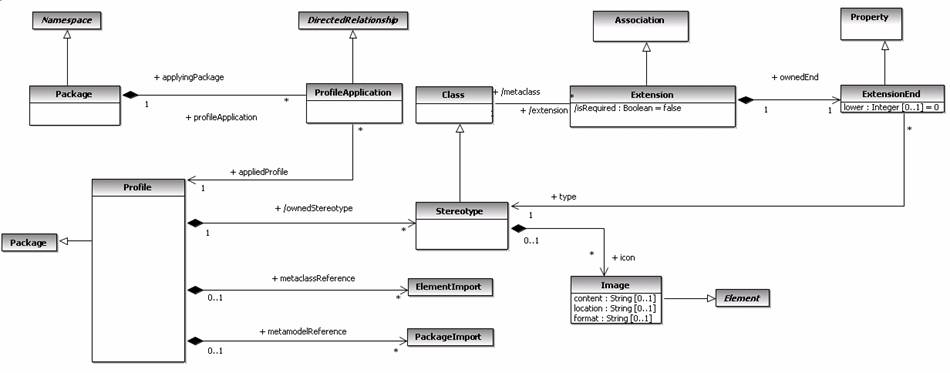 Namespace
DirectedRelationship
Association
Property
Package
+ applyingPackage
1
*
+ profileApplication
ProfileApplication
*
Class
+ /metaclass
1
*
+ /extension
Extension
/isRequired : Boolean = false
+ ownedEnd
1
1
ExtensionEnd
lower : Integer [0..1] = 0
*
+ appliedProfile
1
Profile
+ /ownedStereotype
1
*
Stereotype
+ type
1
Package
0..1
*
+ icon
+ metaclassReference
0..1
*
ElementImport
Image
content : String [0..1]
location : String [0..1]
format : String [0..1]
Element
+ metamodelReference
0..1
*
PackageImport